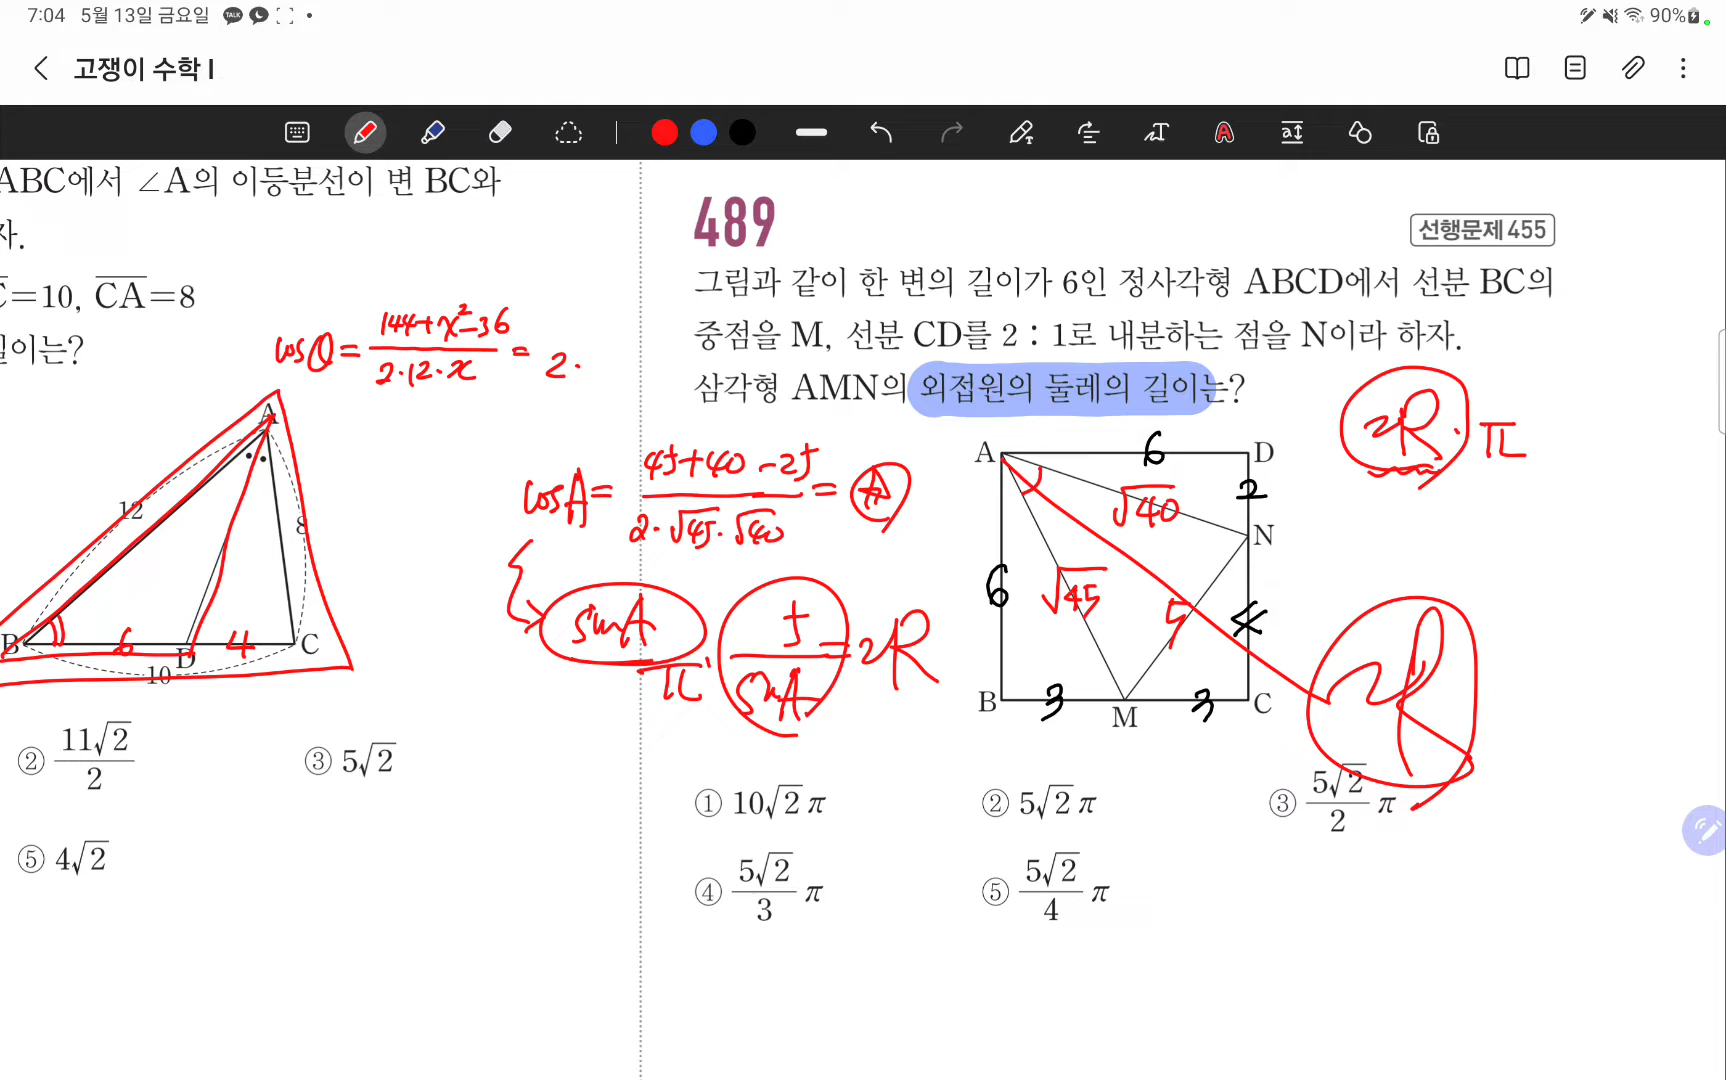 7:04 5월 13일 금요일 TALK 90%
고쟁이 수학 I
ABC에서 ∠A의 이등분선이 변 BC와
자.
C=10, CA=8
길이는?
cosθ= 144+x²-36 / 2·12·x = 2·
A
12
8
B 6 D 4 C
10
② 11√2 / 2
③ 5√2
⑤ 4√2
489
선행문제 455
그림과 같이 한 변의 길이가 6인 정사각형 ABCD에서 선분 BC의
중점을 M, 선분 CD를 2 : 1로 내분하는 점을 N이라 하자.
삼각형 AMN의 외접원의 둘레의 길이는?
2R·π
cosA= 45+40-25 / 2·√45·√40 =
sinA
π· 5 / sinA =2R
A 6 D
√40 2
N
6 √45 5 4
B 3 M 3 C
2R
① 10√2 π
② 5√2 π
③ 5√2 / 2 π
④ 5√2 / 3 π
⑤ 5√2 / 4 π